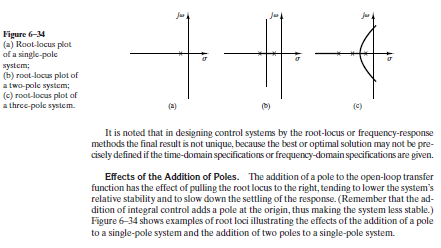 Figure 6–34
(a) Root-locus plot
of a single-pole
system;
(b) root-locus plot of
a two-pole system;
(c) root-locus plot of
a three-pole system.
jω
σ
(a)
jω
σ
(b)
jω
σ
(c)
It is noted that in designing control systems by the root-locus or frequency-response
methods the final result is not unique, because the best or optimal solution may not be pre-
cisely defined if the time-domain specifications or frequency-domain specifications are given.
Effects of the Addition of Poles. The addition of a pole to the open-loop transfer
function has the effect of pulling the root locus to the right, tending to lower the system's
relative stability and to slow down the settling of the response. (Remember that the ad-
dition of integral control adds a pole at the origin, thus making the system less stable.)
Figure 6–34 shows examples of root loci illustrating the effects of the addition of a pole
to a single-pole system and the addition of two poles to a single-pole system.